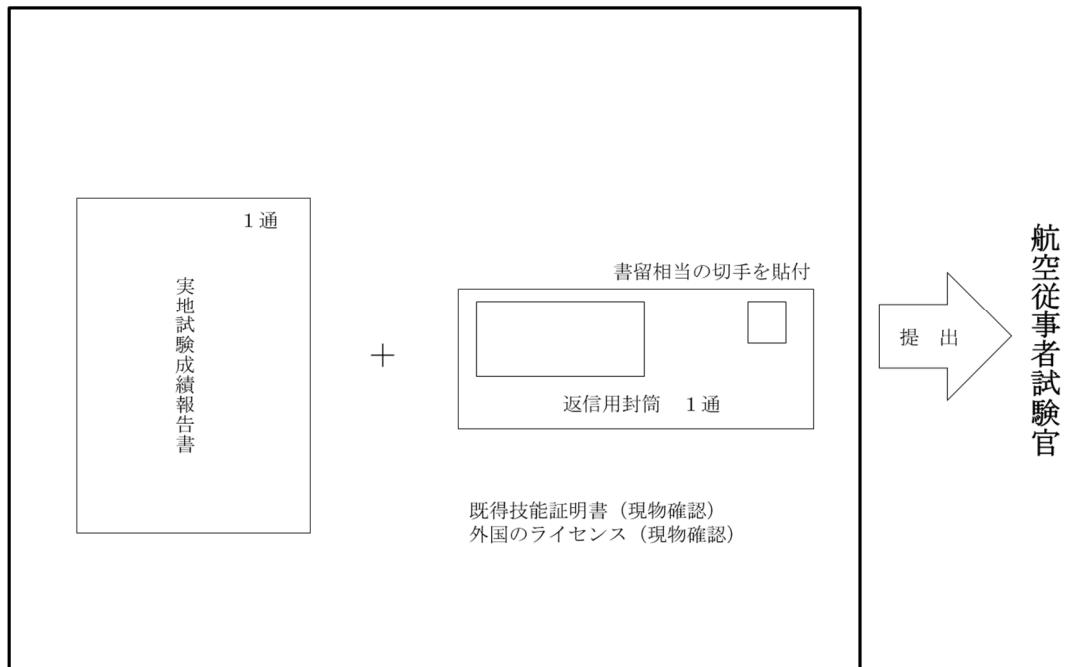 １通
実地試験成績報告書
＋
書留相当の切手を貼付
返信用封筒　１通
既得技能証明書（現物確認）
外国のライセンス（現物確認）
提　出
航空従事者試験官